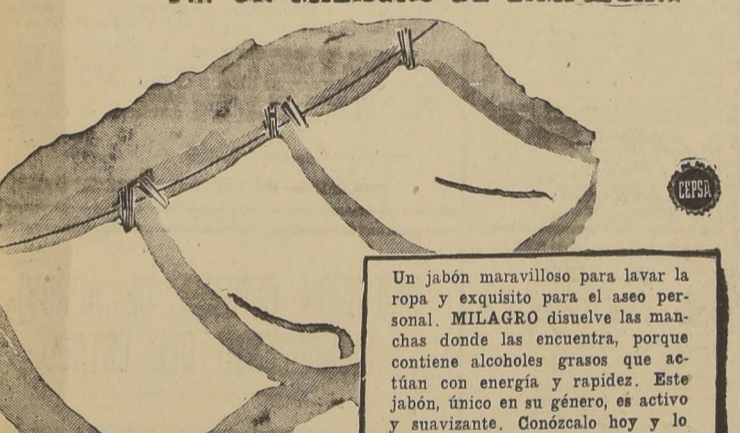 CEPSA
Un jabón maravilloso para lavar la
ropa y exquisito para el aseo per-
sonal. MILAGRO disuelve las man-
chas donde las encuentra, porque
contiene alcoholes grasos que ac-
túan con energía y rapidez. Este
jabón, único en su género, es activo
y suavizante. Conózcalo hoy y lo